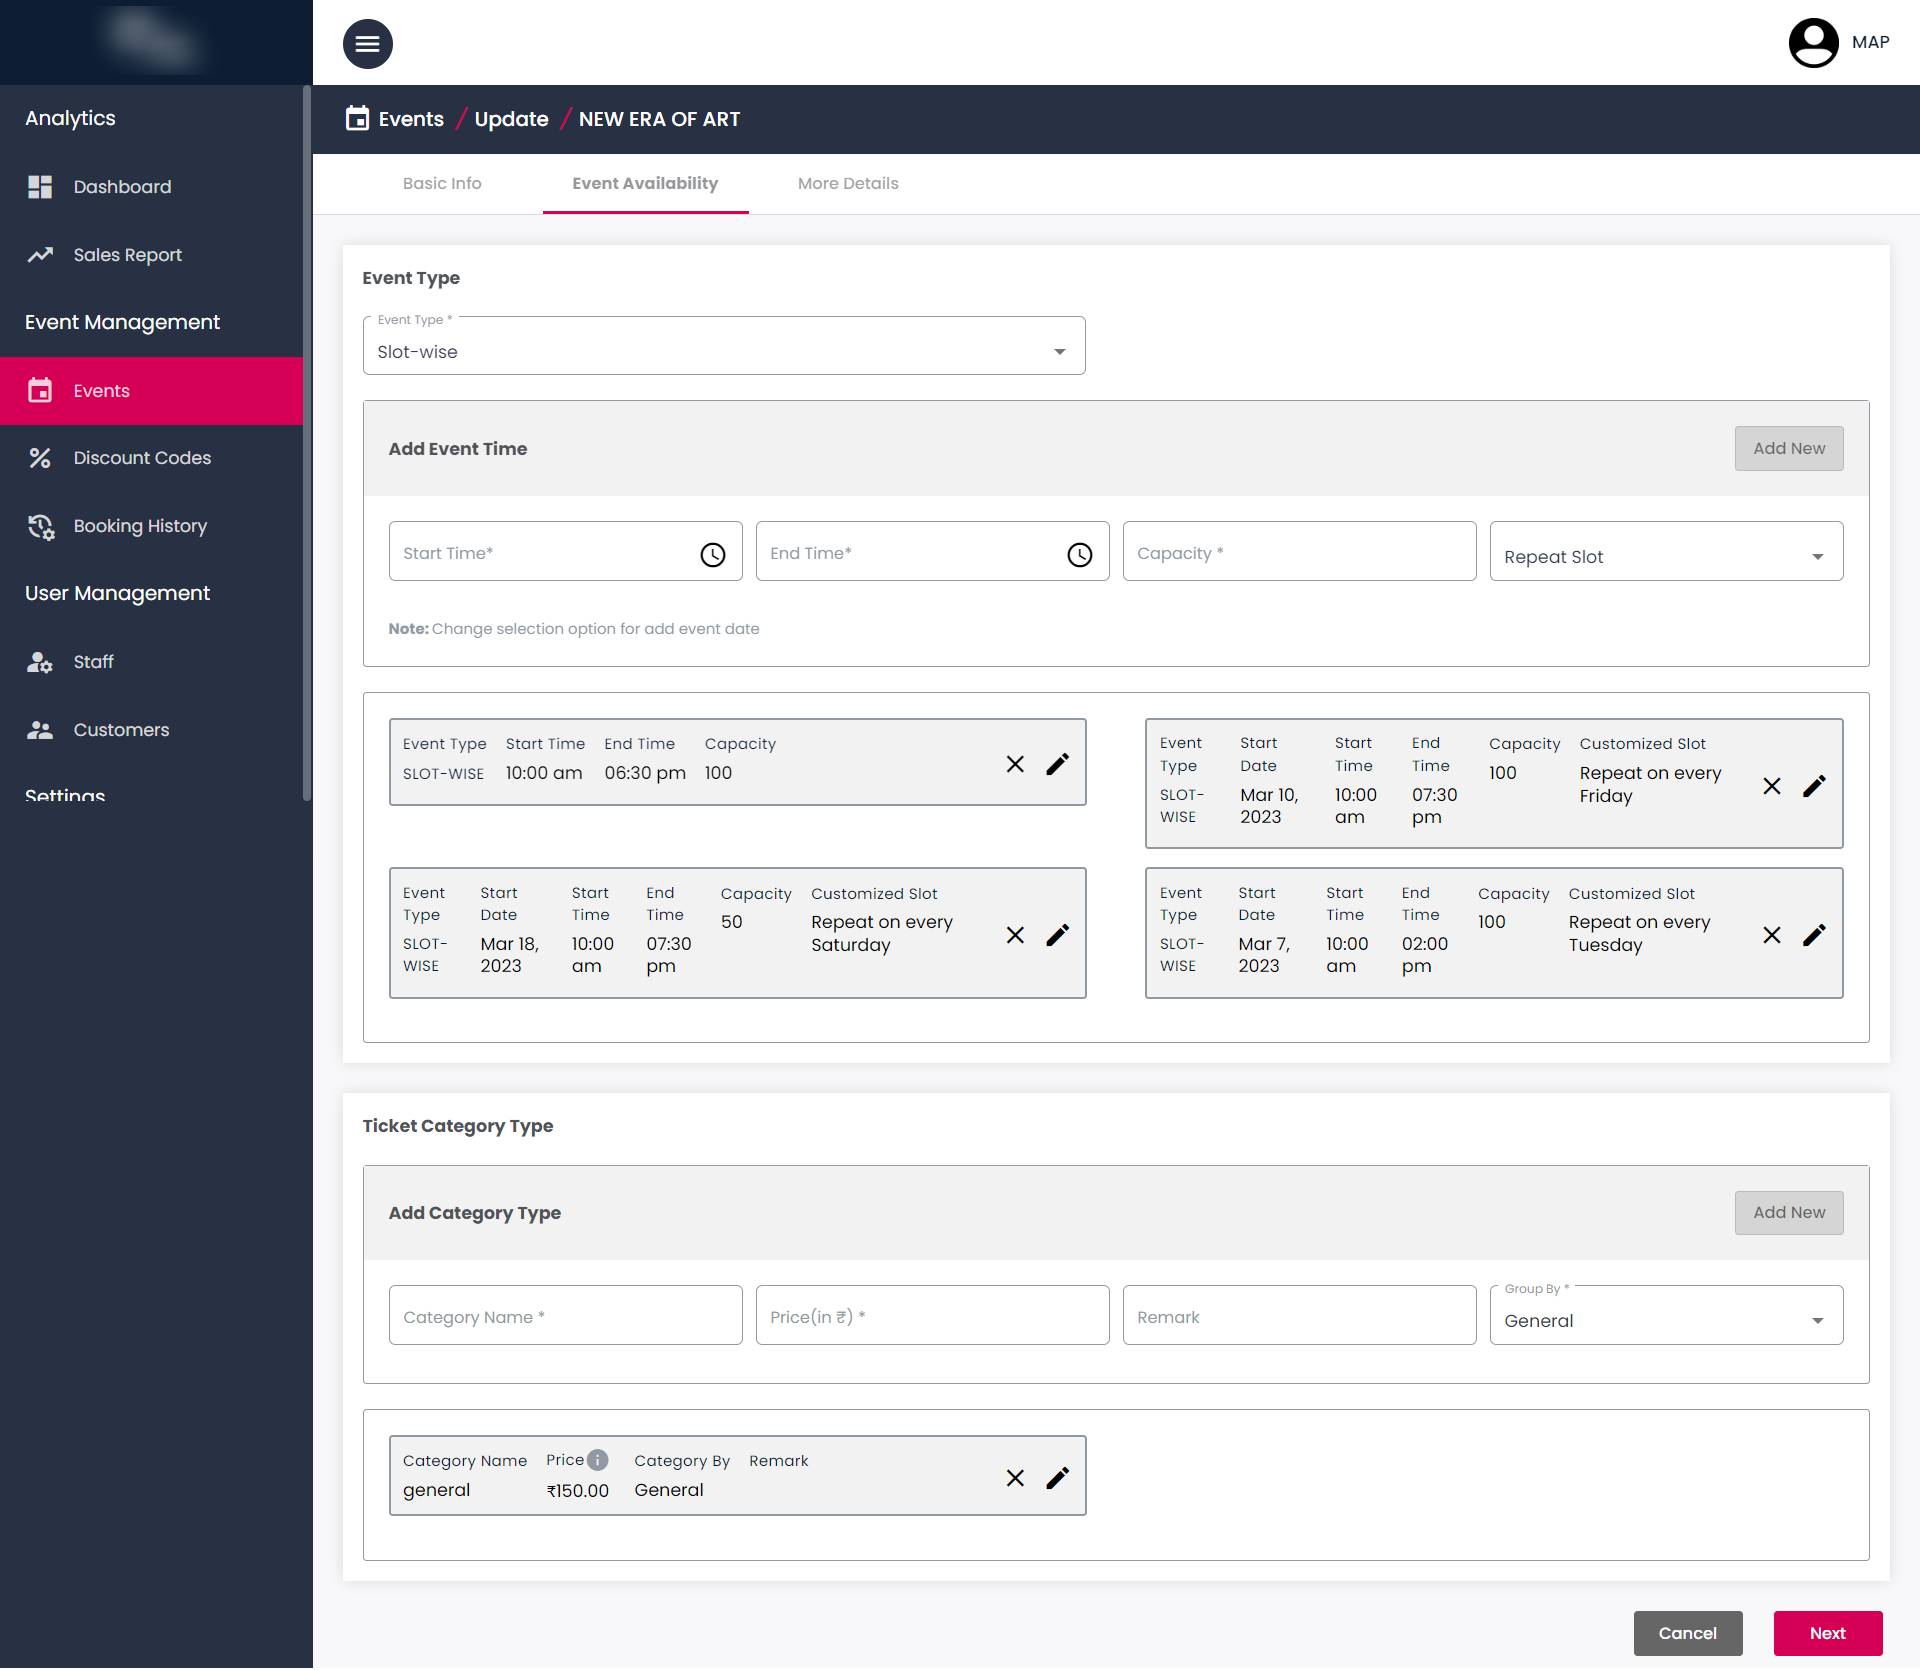 MAP
Analytics
Dashboard
Sales Report
Event Management
Events
Discount Codes
Booking History
User Management
Staff
Customers
Settings
Events / Update / NEW ERA OF ART
Basic Info Event Availability More Details
Event Type
Event Type *
Slot-wise
Add Event Time
Add New
Start Time* End Time* Capacity * Repeat Slot
Note: Change selection option for add event date
Event Type Start Time End Time Capacity
SLOT-WISE 10:00 am 06:30 pm 100
Event Start Start End Capacity Customized Slot
Type Date Time Time 100 Repeat on every
SLOT- Mar 10, 10:00 07:30 Friday
WISE 2023 am pm
Event Start Start End Capacity Customized Slot
Type Date Time Time 50 Repeat on every
SLOT- Mar 18, 10:00 07:30 Saturday
WISE 2023 am pm
Event Start Start End Capacity Customized Slot
Type Date Time Time 100 Repeat on every
SLOT- Mar 7, 10:00 02:00 Tuesday
WISE 2023 am pm
Ticket Category Type
Add Category Type
Add New
Category Name * Price(in ₹) * Remark Group By *
General
Category Name Price Category By Remark
general ₹150.00 General
Cancel Next